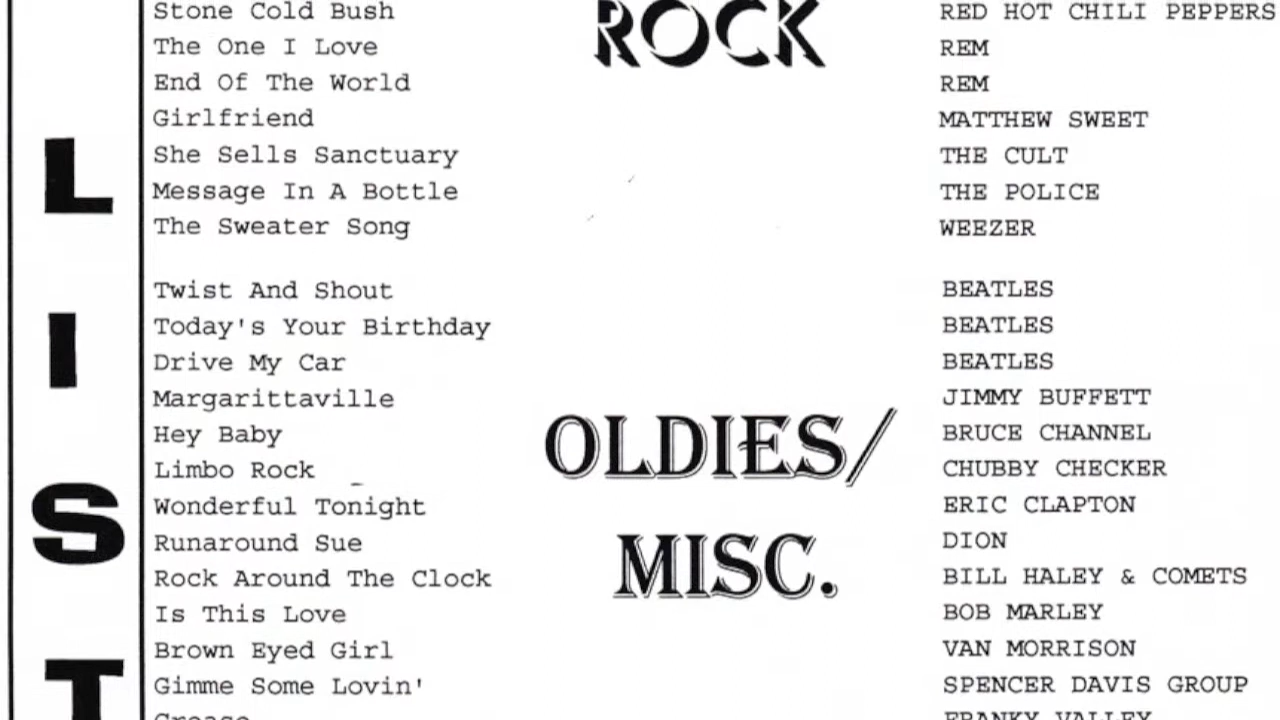 Stone Cold Bush RED HOT CHILI PEPPERS
ROCK
The One I Love REM
End Of The World REM
Girlfriend MATTHEW SWEET
She Sells Sanctuary THE CULT
Message In A Bottle THE POLICE
The Sweater Song WEEZER
Twist And Shout BEATLES
Today's Your Birthday BEATLES
Drive My Car BEATLES
Margarittaville JIMMY BUFFETT
Hey Baby BRUCE CHANNEL
OLDIES/
Limbo Rock CHUBBY CHECKER
Wonderful Tonight ERIC CLAPTON
Runaround Sue DION
MISC.
Rock Around The Clock BILL HALEY & COMETS
Is This Love BOB MARLEY
Brown Eyed Girl VAN MORRISON
Gimme Some Lovin' SPENCER DAVIS GROUP
Grease FRANKY VALLEY
LIST